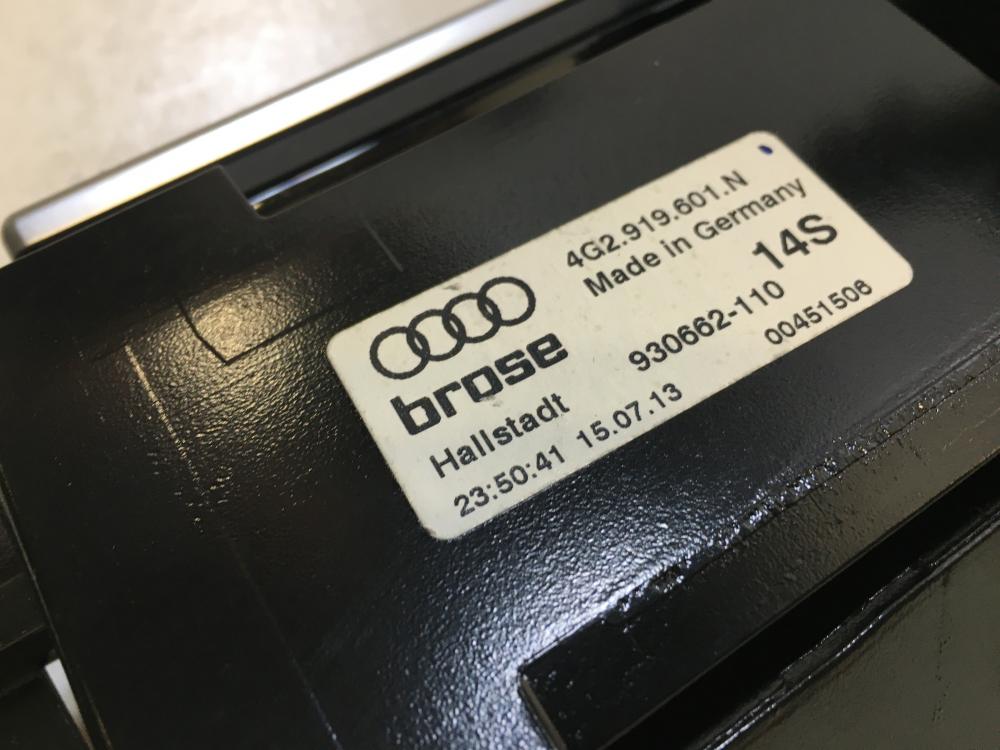 4G2.919.601.N
Made in Germany
14S
brose
930662-110
Hallstadt
00451506
23:50:41 15.07.13